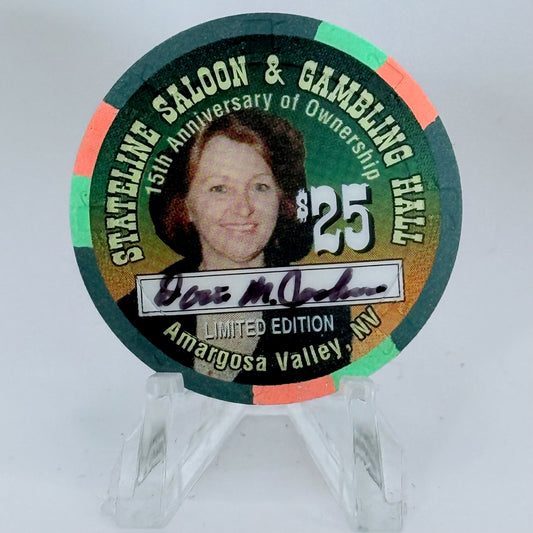 STATELINE SALOON & GAMBLING HALL
15th Anniversary of Ownership
$25
M.
LIMITED EDITION
Amargosa Valley, NV